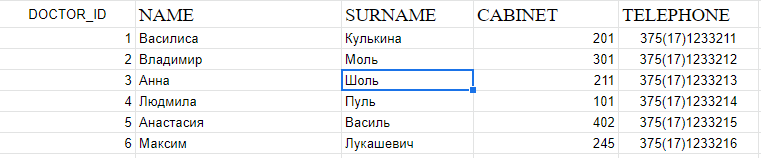 DOCTOR_ID NAME SURNAME CABINET TELEPHONE
1 Василиса Кулькина 201 375(17)1233211
2 Владимир Моль 301 375(17)1233212
3 Анна Шоль 211 375(17)1233213
4 Людмила Пуль 101 375(17)1233214
5 Анастасия Василь 402 375(17)1233215
6 Максим Лукашевич 245 375(17)1233216